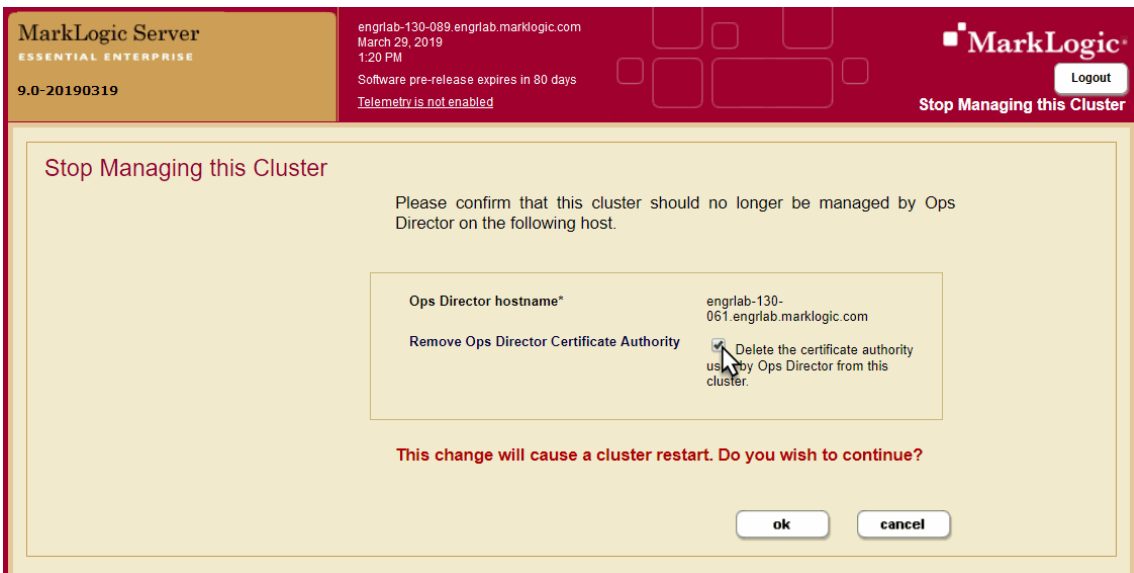 MarkLogic Server
ESSENTIAL ENTERPRISE
9.0-20190319
engrlab-130-089.engrlab.marklogic.com
March 29, 2019
1:20 PM
Software pre-release expires in 80 days
Telemetry is not enabled
MarkLogic
Logout
Stop Managing this Cluster
Stop Managing this Cluster
Please confirm that this cluster should no longer be managed by Ops
Director on the following host.
Ops Director hostname*
engrlab-130-
061.engrlab.marklogic.com
Remove Ops Director Certificate Authority
Delete the certificate authority
by Ops Director from this
cluster.
This change will cause a cluster restart. Do you wish to continue?
ok
cancel